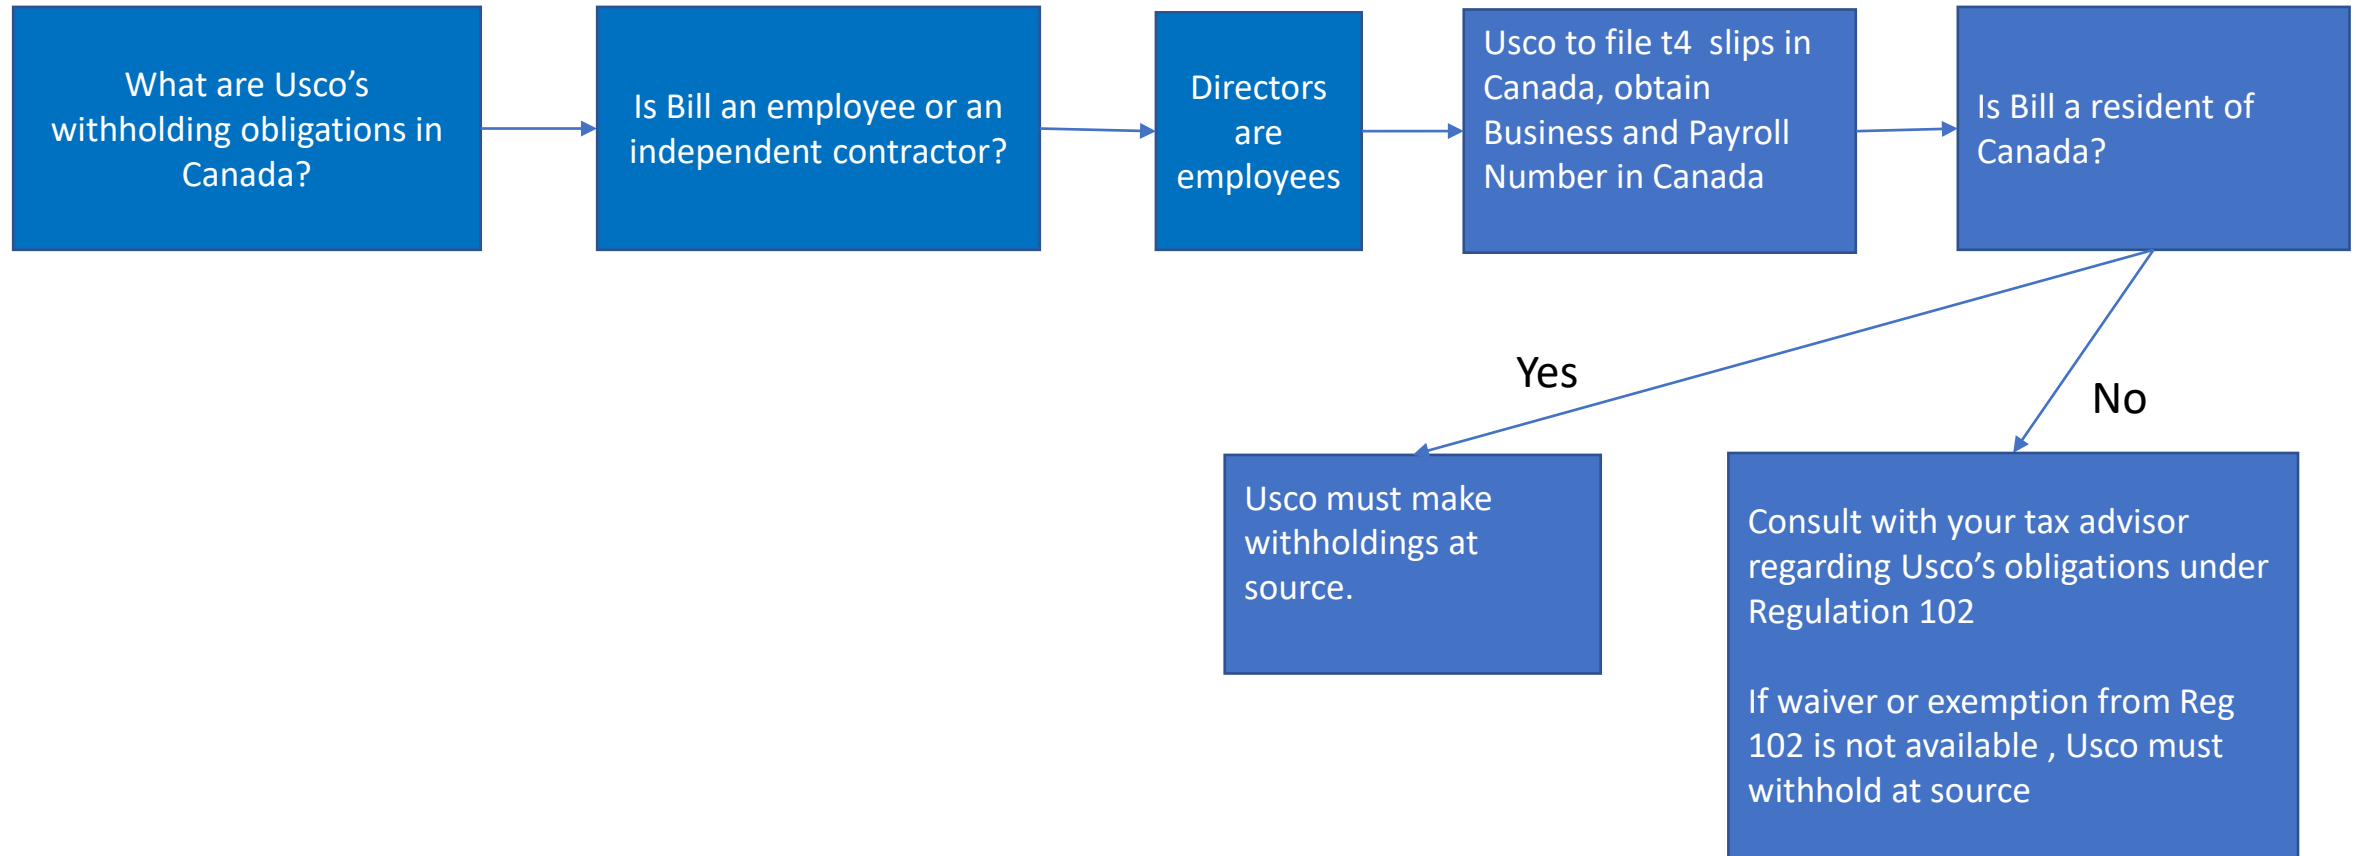 What are Usco’s
withholding obligations in
Canada?
Is Bill an employee or an
independent contractor?
Directors
are
employees
Usco to file t4  slips in
Canada, obtain
Business and Payroll
Number in Canada
Is Bill a resident of
Canada?
Yes
No
Usco must make
withholdings at
source.
Consult with your tax advisor
regarding Usco’s obligations under
Regulation 102
If waiver or exemption from Reg
102 is not available , Usco must
withhold at source